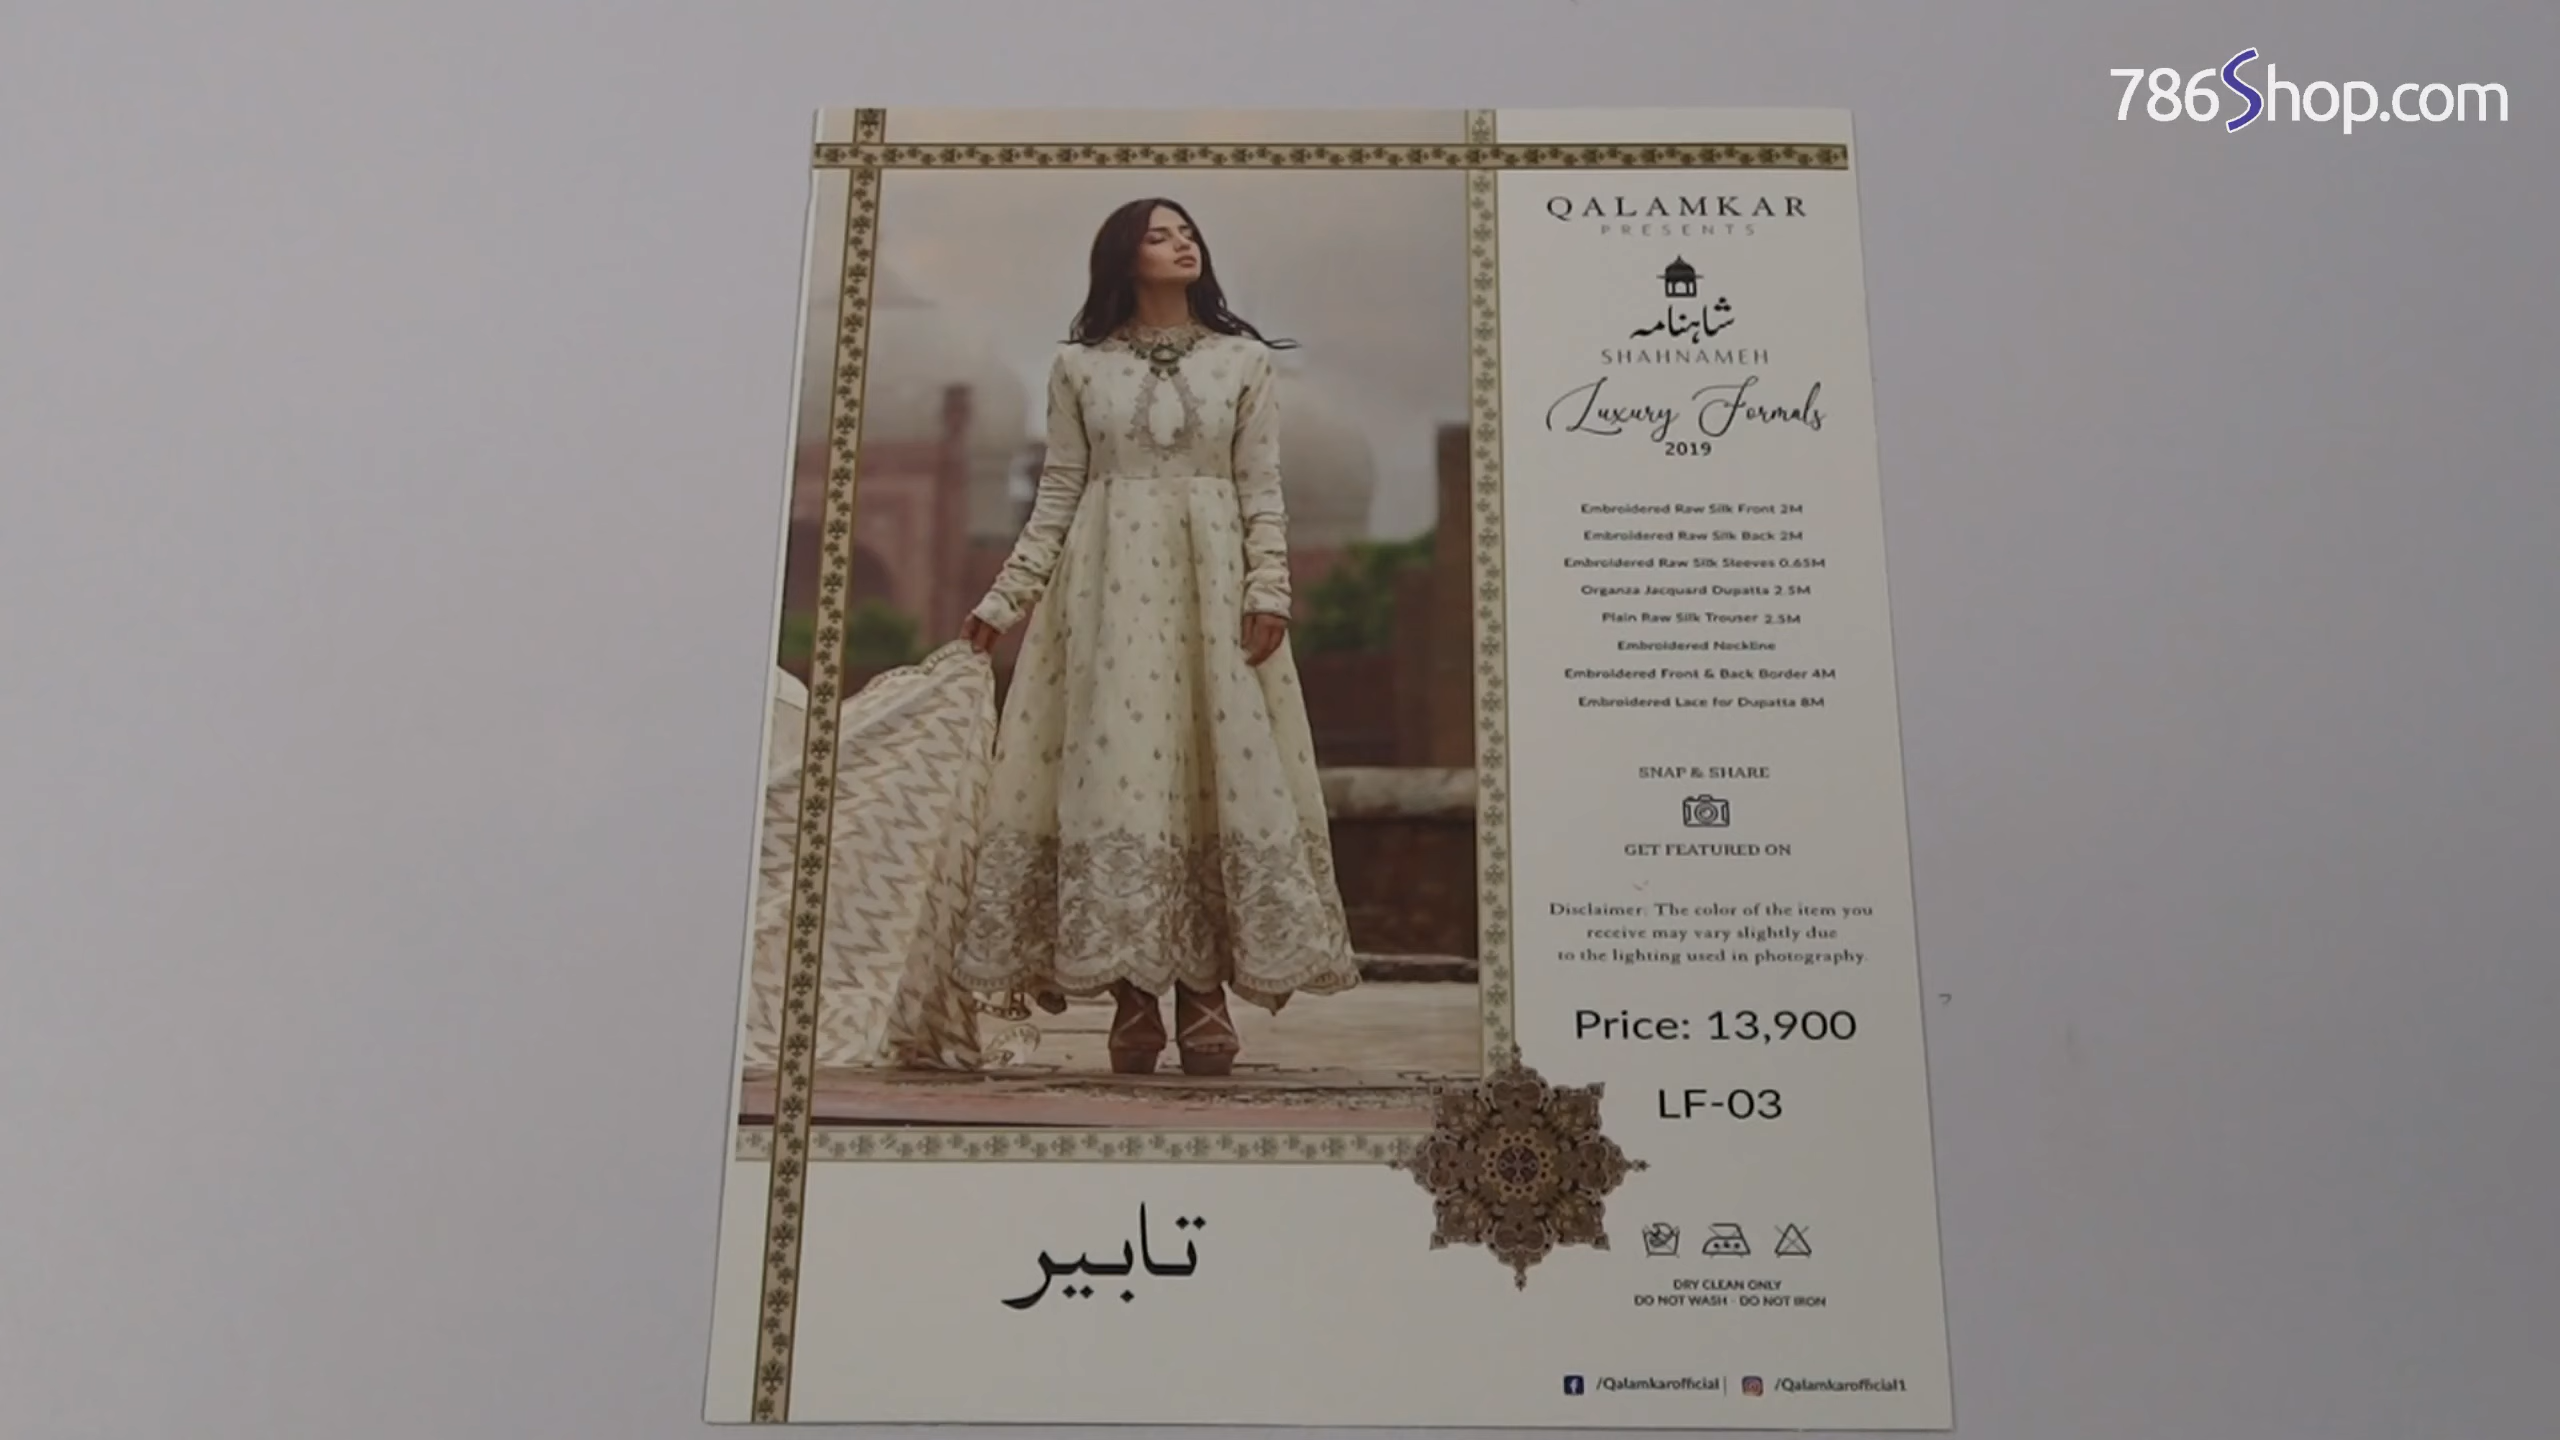 786Shop.com
QALAMKAR
PRESENTS
شاہنامہ
SHAHNAMEH
Luxury Formals
2019
Embroidered Raw Silk Front 2M
Embroidered Raw Silk Back 2M
Embroidered Raw Silk Sleeves 0.65M
Organza Jacquard Dupatta 2.5M
Plain Raw Silk Trouser 2.5M
Embroidered Neckline
Embroidered Front & Back Border 4M
Embroidered Lace for Dupatta 8M
SNAP & SHARE
GET FEATURED ON
Disclaimer: The color of the item you
receive may vary slightly due
to the lighting used in photography.
Price: 13,900
LF-03
تابیر
DRY CLEAN ONLY
DO NOT WASH - DO NOT IRON
/Qalamkarofficial | /Qalamkarofficial1